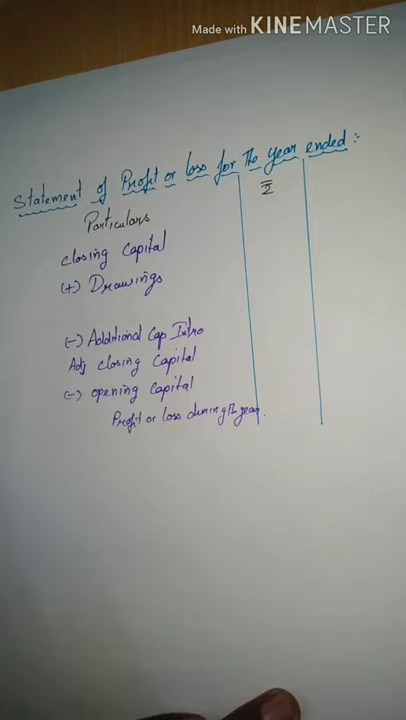 Made with KINEMASTER
Statement of Profit or loss for The year ended:-
Particulars
₹
closing Capital
(+) Drawings
(-) Additional Cap Intro
Adj closing Capital
(-) opening Capital
Profit or loss during The year.